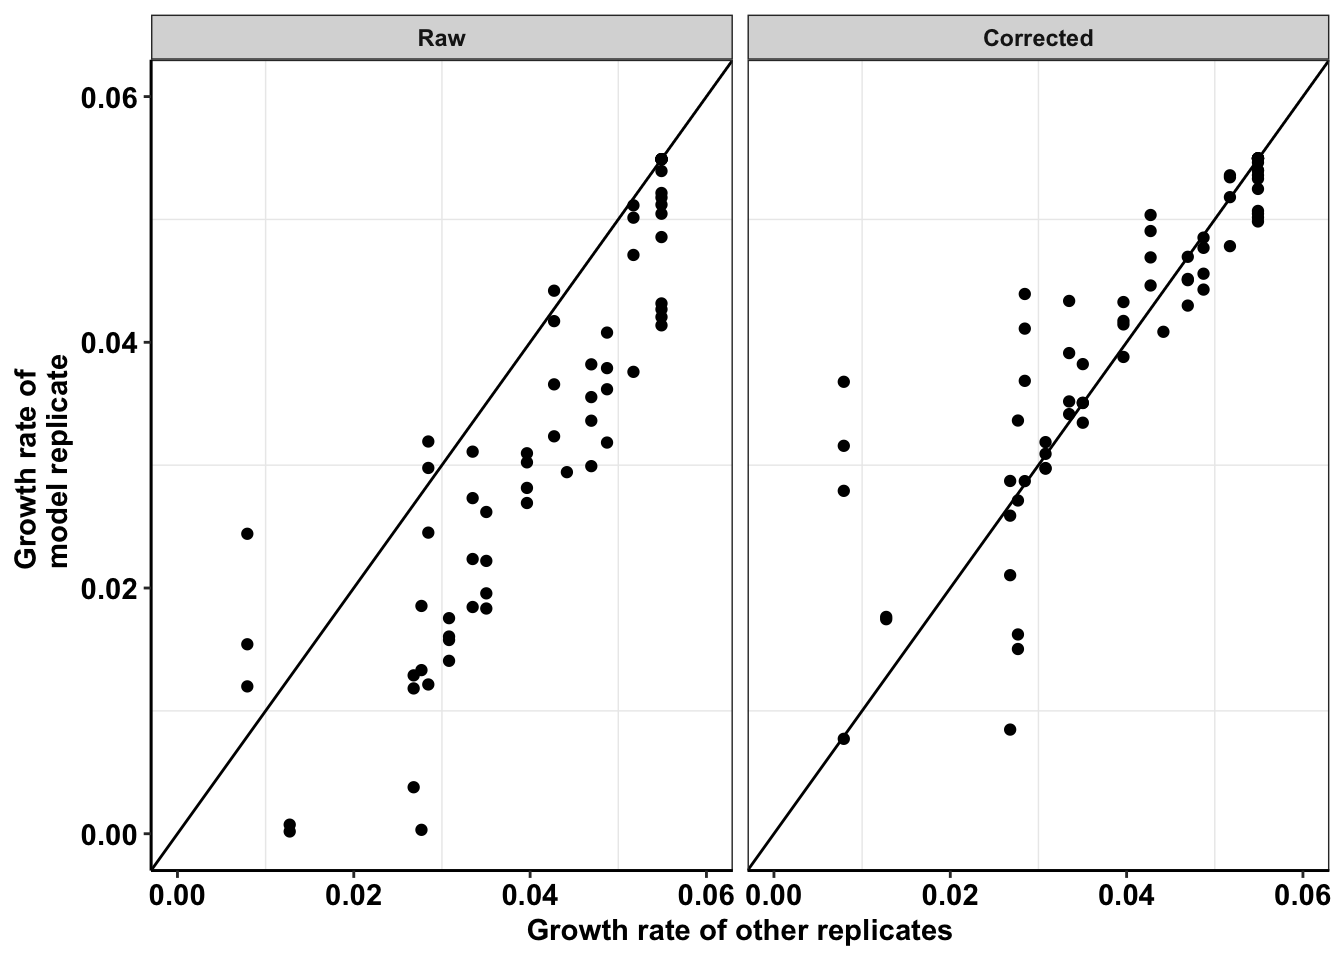 Raw
Corrected
0.06
0.04
0.02
0.00
Growth rate of
model replicate
0.00 0.02 0.04 0.06
0.00 0.02 0.04 0.06
Growth rate of other replicates